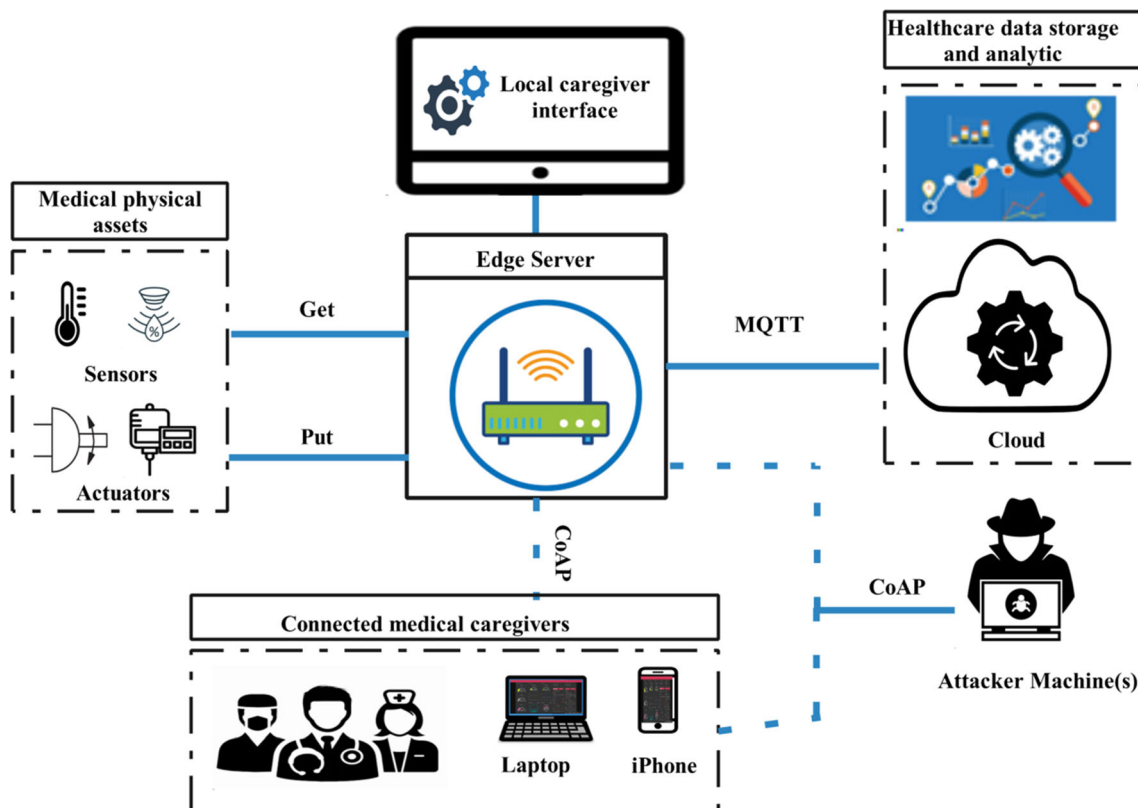 Local caregiver
interface
Healthcare data storage
and analytic
Medical physical
assets
Edge Server
Get
MQTT
Sensors
Put
Cloud
Actuators
CoAP
CoAP
Connected medical caregivers
Attacker Machine(s)
Laptop
iPhone
%